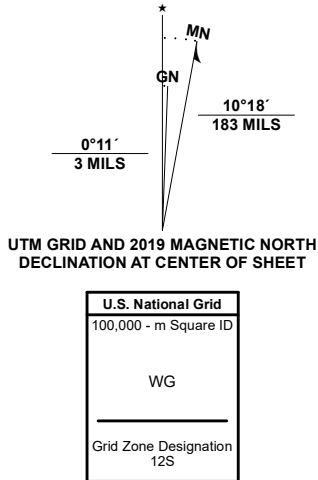 ★
MN
GN
10°18´
183 MILS
0°11´
3 MILS
UTM GRID AND 2019 MAGNETIC NORTH
DECLINATION AT CENTER OF SHEET
U.S. National Grid
100,000 - m Square ID
WG
Grid Zone Designation
12S